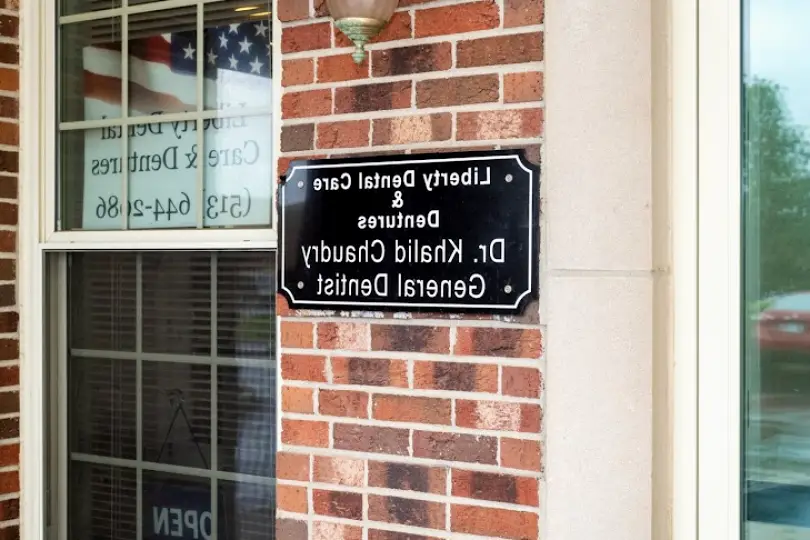 Liberty Dental
Care & Dentures
(513) 644-2086
Liberty Dental Care
&
Dentures
Dr. Khalid Chaudry
General Dentist
OPEN